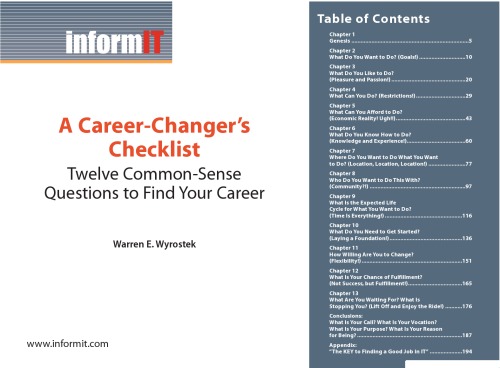 informIT
A Career-Changer's
Checklist
Twelve Common-Sense
Questions to Find Your Career
Warren E. Wyrostek
www.informit.com
Table of Contents
Chapter 1
Genesis ..........5
Chapter 2
What Do You Want to Do? (Goals!) ..........10
Chapter 3
What Do You Like to Do?
(Pleasure and Passion!) ..........20
Chapter 4
What Can You Do? (Restrictions!) ..........29
Chapter 5
What Can You Afford to Do?
(Economic Reality! Ugh!!) ..........43
Chapter 6
What Do You Know How to Do?
(Knowledge and Experience!) ..........60
Chapter 7
Where Do You Want to Do What You Want
to Do? (Location, Location, Location!) ..........77
Chapter 8
Who Do You Want to Do This With?
(Community?!) ..........97
Chapter 9
What Is the Expected Life
Cycle for What You Want to Do?
(Time is Everything!) ..........116
Chapter 10
What Do You Need to Get Started?
(Laying a Foundation!) ..........136
Chapter 11
How Willing Are You to Change?
(Flexibility!) ..........151
Chapter 12
What Is Your Chance of Fulfillment?
(Not Success, but Fulfillment!) ..........165
Chapter 13
What Are You Waiting For? What Is
Stopping You? (Lift Off and Enjoy the Ride!) ..........176
Conclusions:
What Is Your Call? What Is Your Vocation?
What Is Your Purpose? What Is Your Reason
for Being? ..........187
Appendix:
"The KEY to Finding a Good Job in IT" ..........194